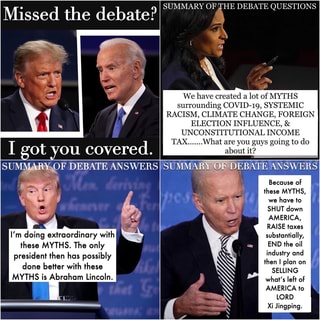 Missed the debate?
I got you covered.
SUMMARY OF THE DEBATE QUESTIONS
We have created a lot of MYTHS
surrounding COVID-19, SYSTEMIC
RACISM, CLIMATE CHANGE, FOREIGN
ELECTION INFLUENCE, &
UNCONSTITUTIONAL INCOME
TAX.......What are you guys going to do
about it?
SUMMARY OF DEBATE ANSWERS
I'm doing extraordinary with
these MYTHS. The only
president then has possibly
done better with these
MYTHS is Abraham Lincoln.
SUMMARY OF DEBATE ANSWERS
Because of
these MYTHS,
we have to
SHUT down
AMERICA,
RAISE taxes
substantially,
END the oil
industry and
then I plan on
SELLING
what's left of
AMERICA to
LORD
Xi Jingping.